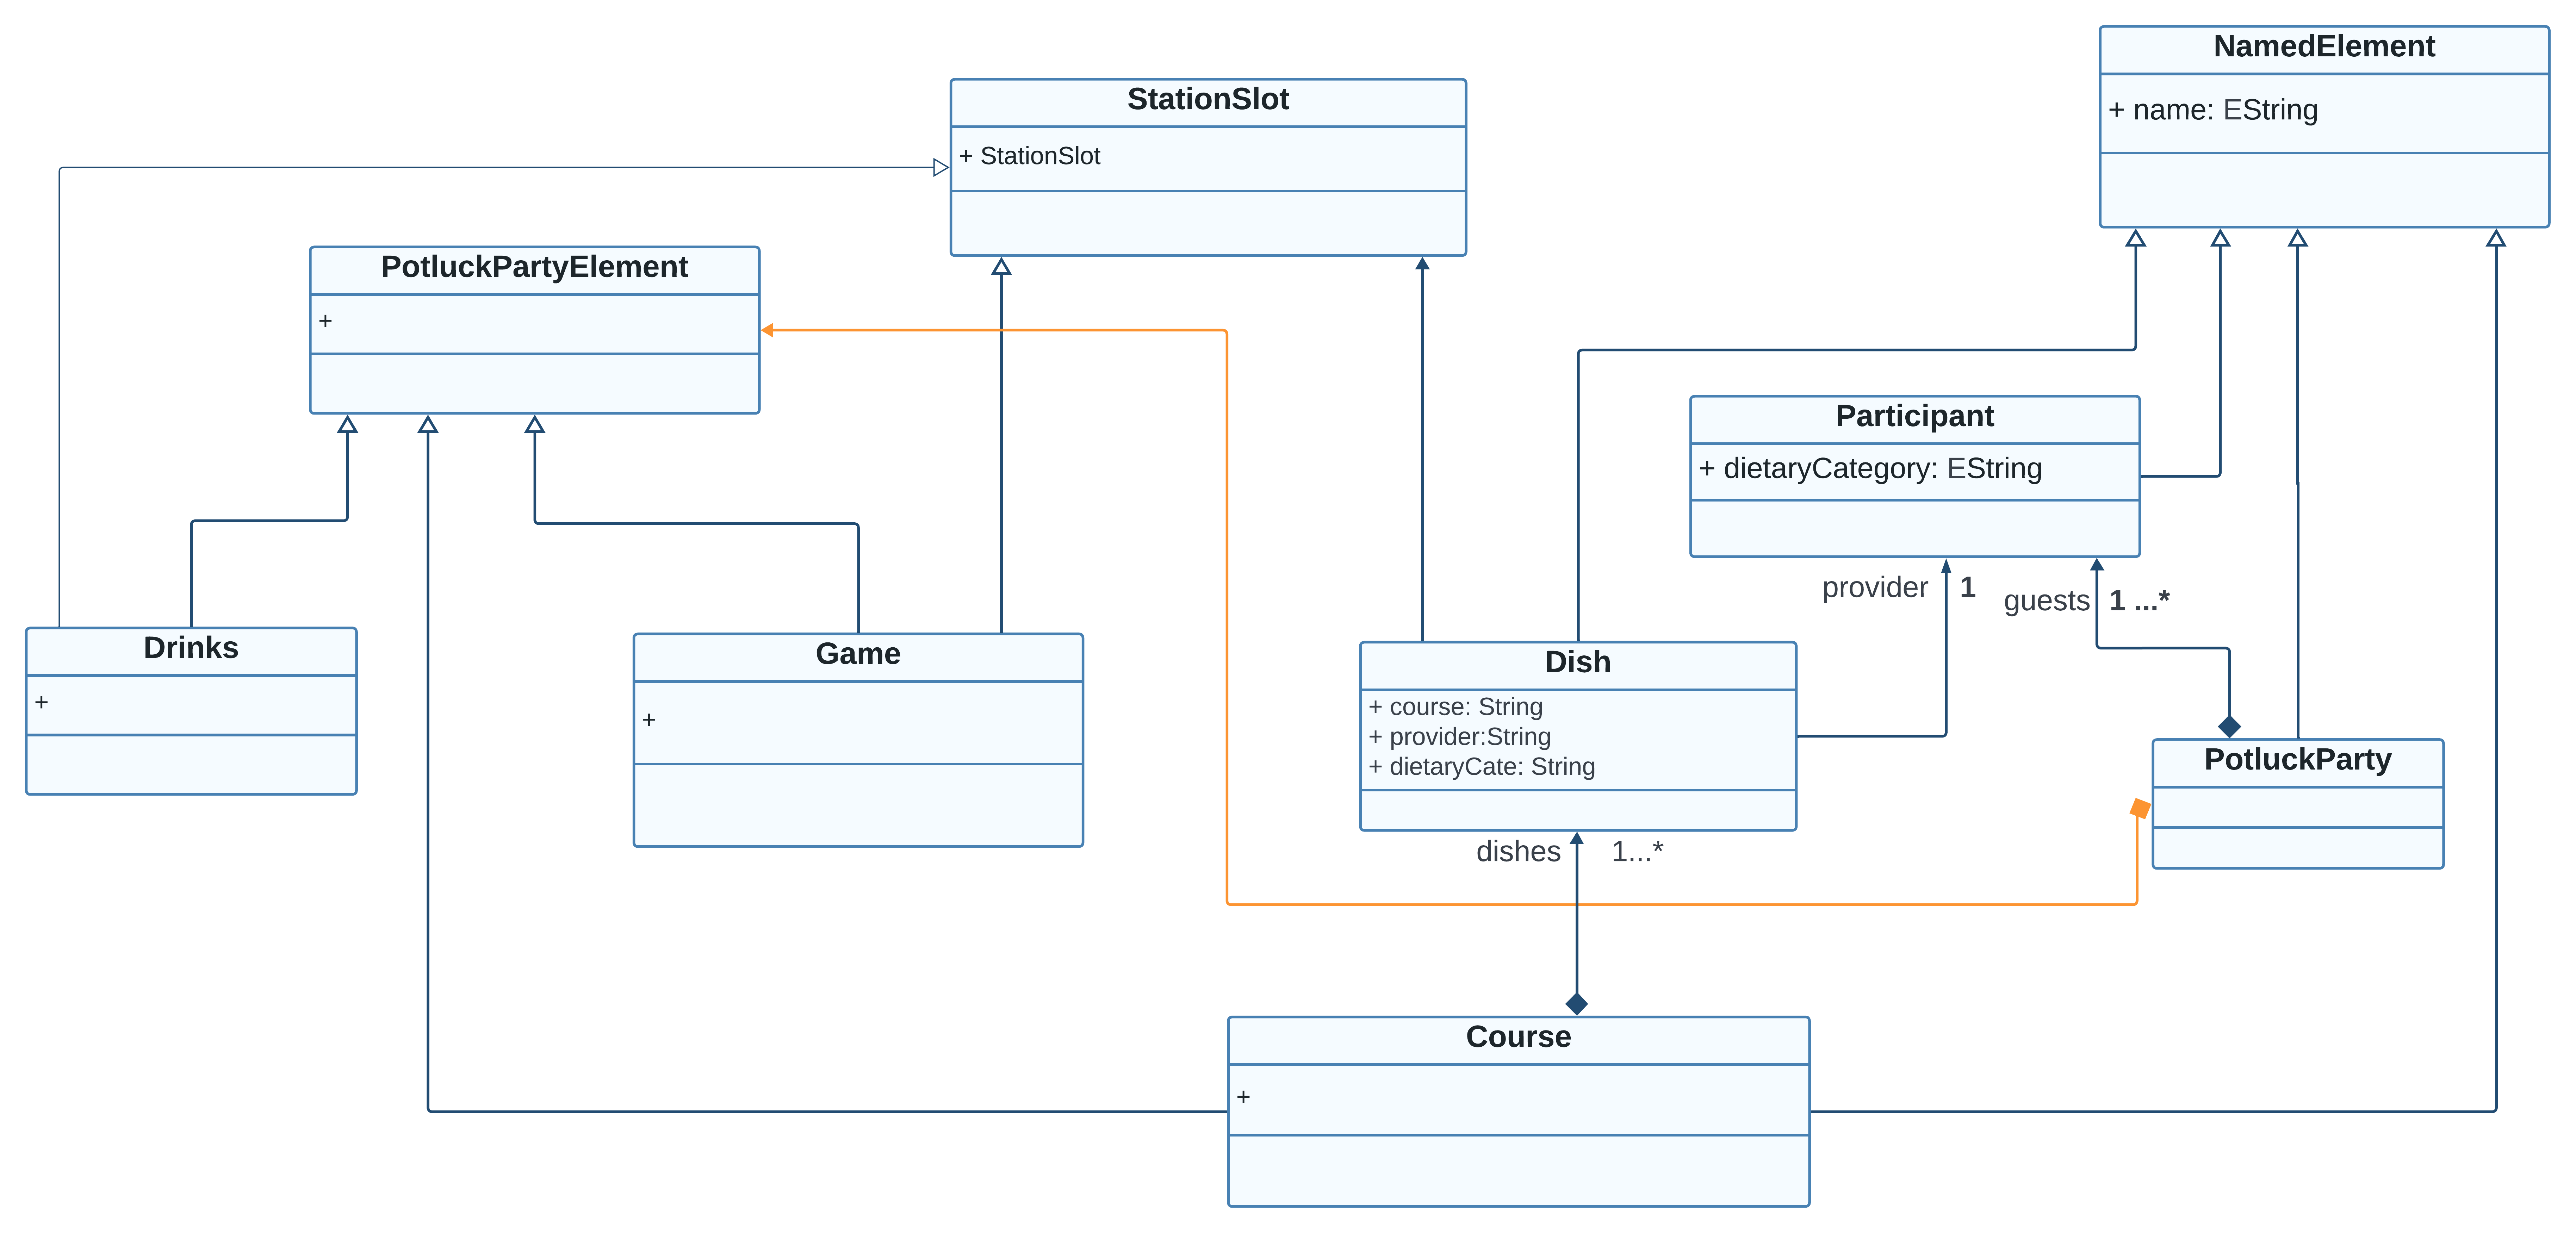 NamedElement
+ name: EString
StationSlot
+ StationSlot
PotluckPartyElement
+
Participant
+ dietaryCategory: EString
provider 1
guests 1 ...*
Drinks
+
Game
+
Dish
+ course: String
+ provider:String
+ dietaryCate: String
PotluckParty
dishes 1...*
Course
+